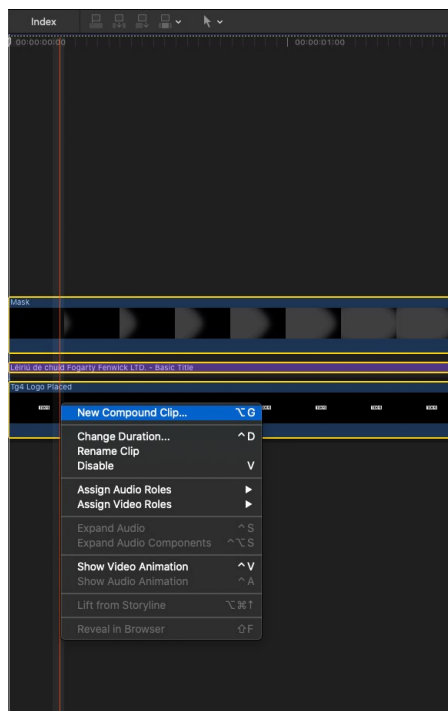 Index
00:00:00:00
00:00:01:00
Mask
Léiriú de chuid Fogarty Fenwick LTD. - Basic Title
Tg4 Logo Placed
New Compound Clip... ⌥G
Change Duration... ^D
Rename Clip
Disable V
Assign Audio Roles ▶
Assign Video Roles ▶
Expand Audio ^S
Expand Audio Components ^⌥S
Show Video Animation ^V
Show Audio Animation ^A
Lift from Storyline ⌥⌘↑
Reveal in Browser ⇧F